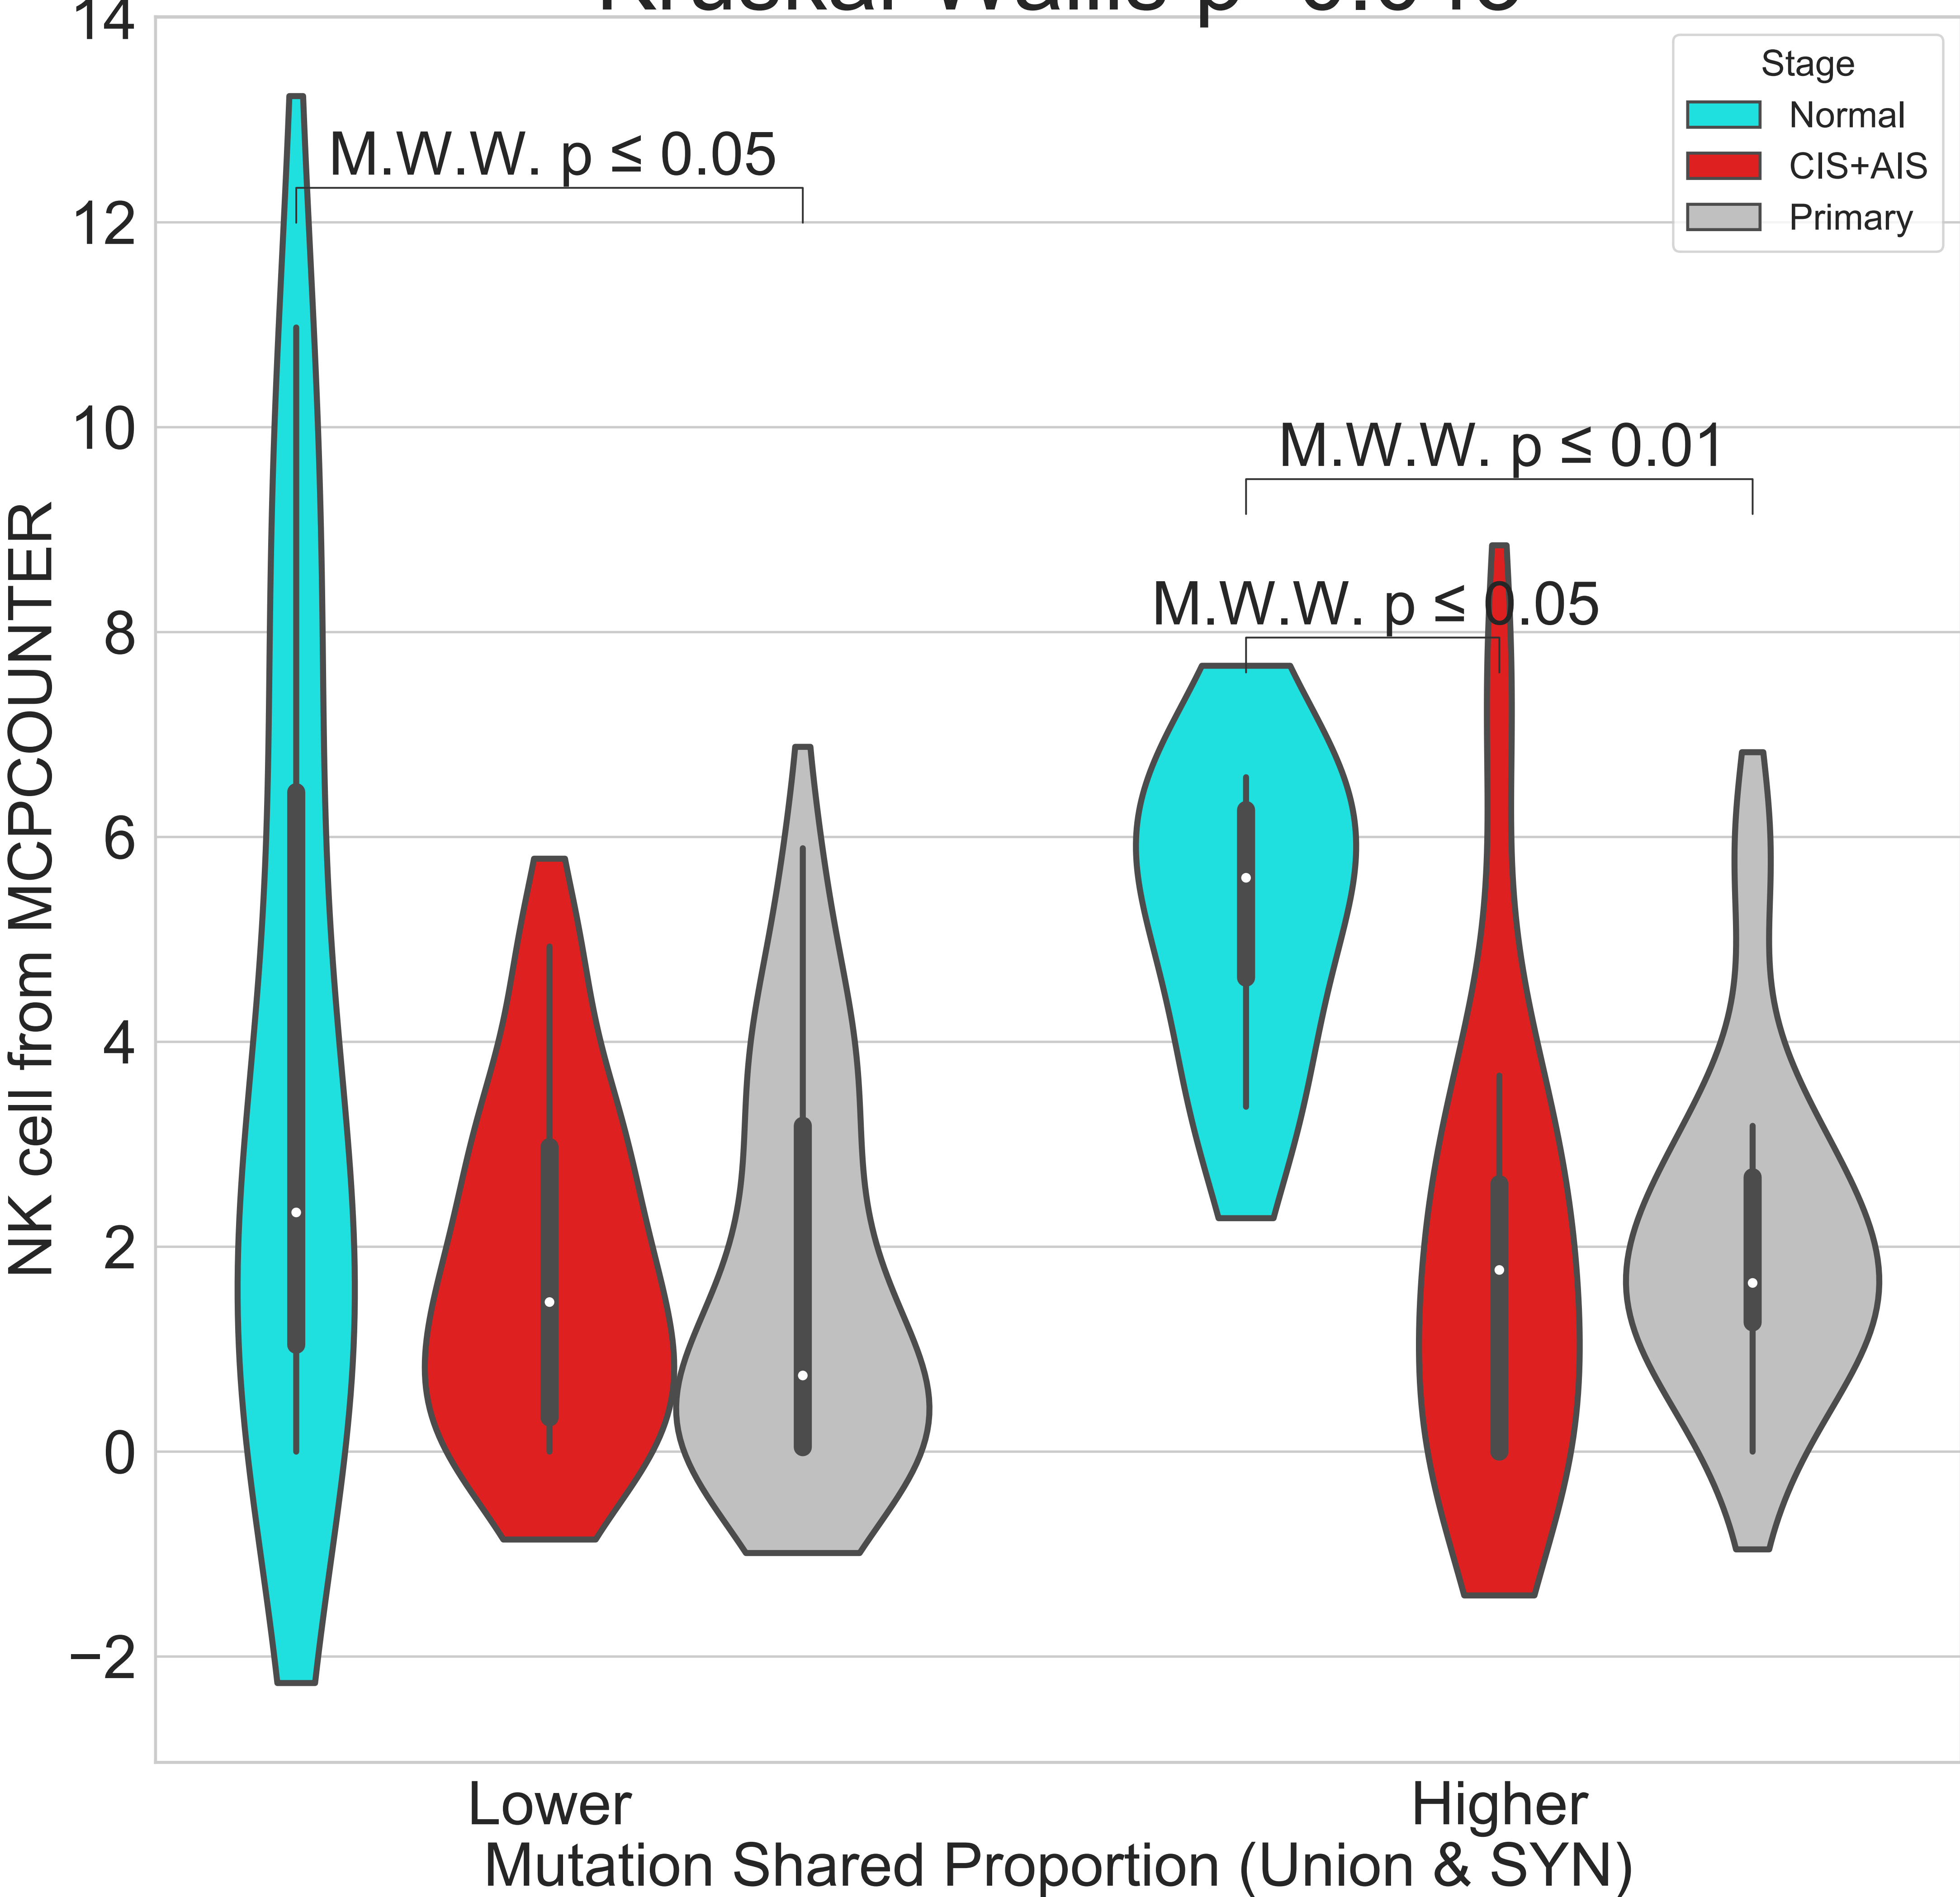 14
12
10
8
6
4
2
0
−2
NK cell from MCPCOUNTER
M.W.W. p ≤ 0.05
M.W.W. p ≤ 0.01
M.W.W. p ≤ 0.05
Stage
Normal
CIS+AIS
Primary
Lower
Higher
Mutation Shared Proportion (Union & SYN)